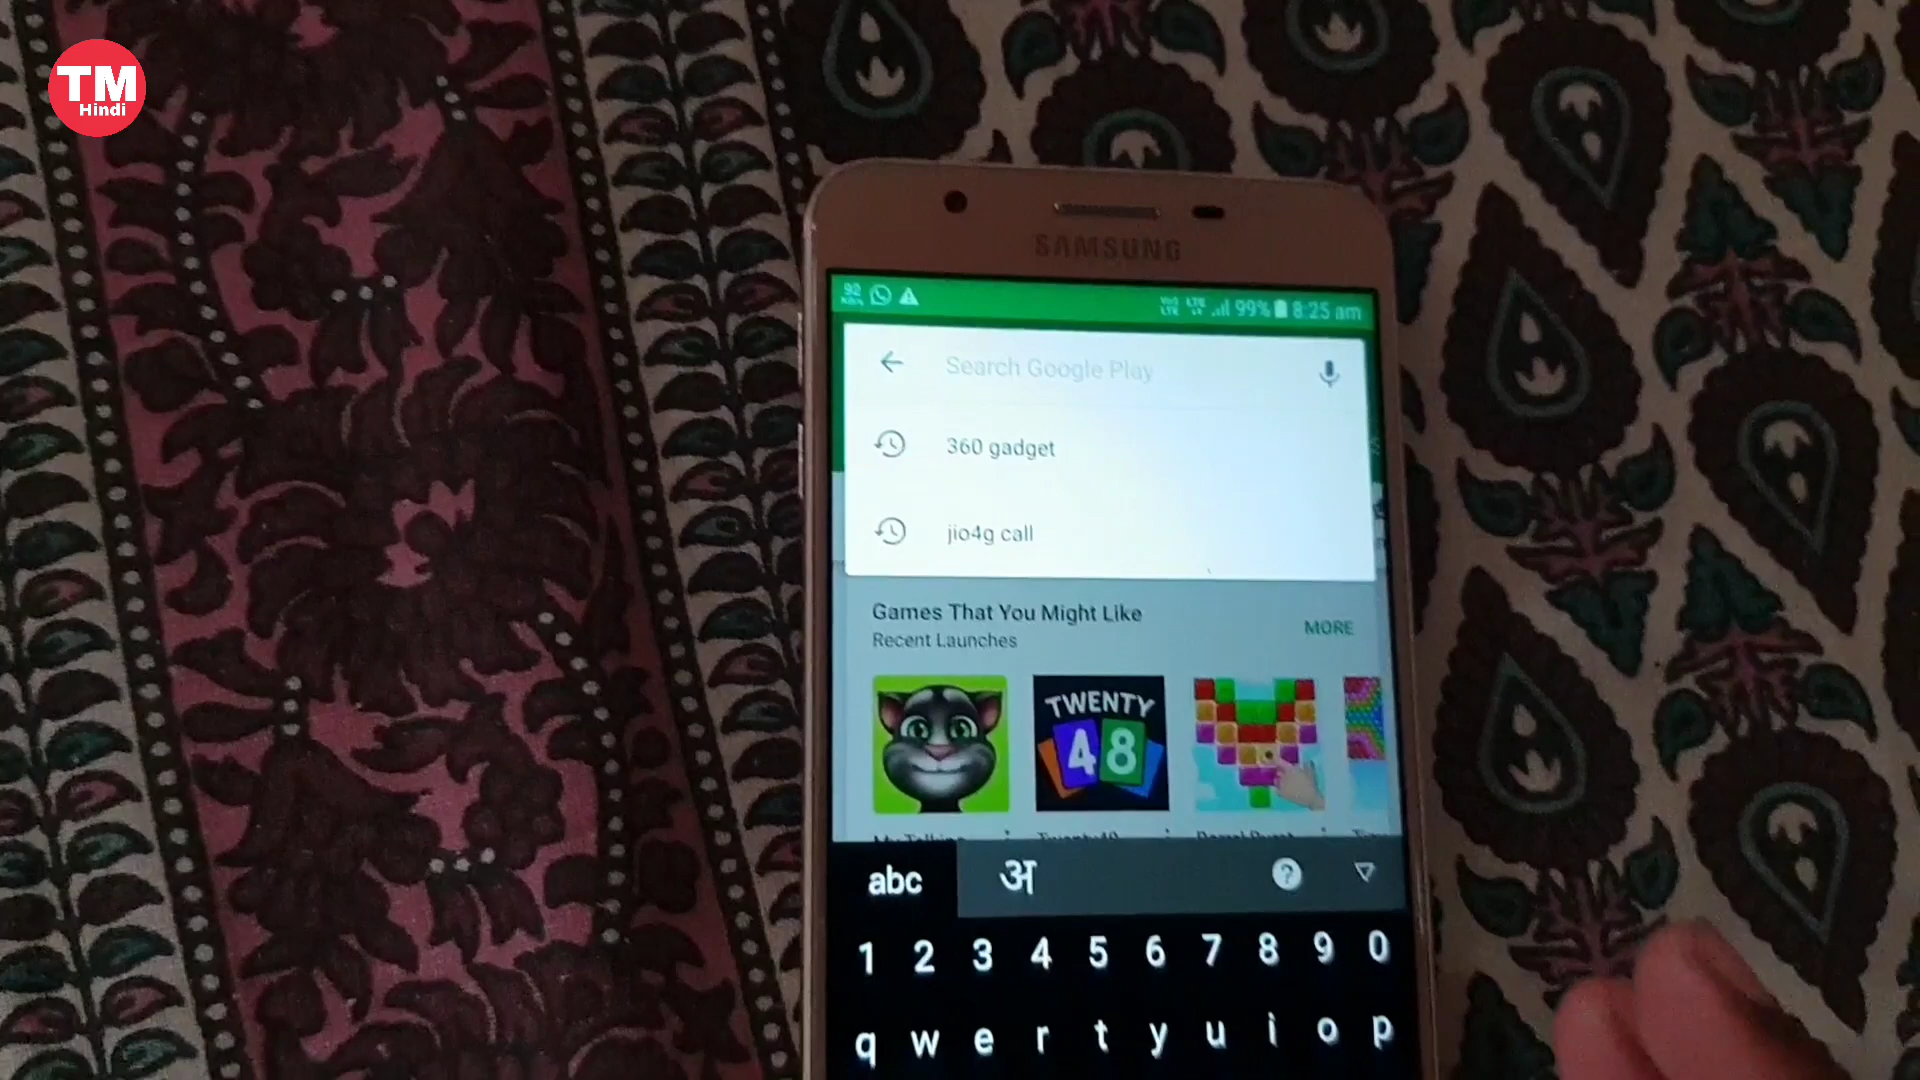 TM
Hindi
SAMSUNG
92
99% 8:25 am
Search Google Play
360 gadget
jio4g call
Games That You Might Like
Recent Launches
MORE
TWENTY
48
abc अ ?
1 2 3 4 5 6 7 8 9 0
q w e r t y u i o p